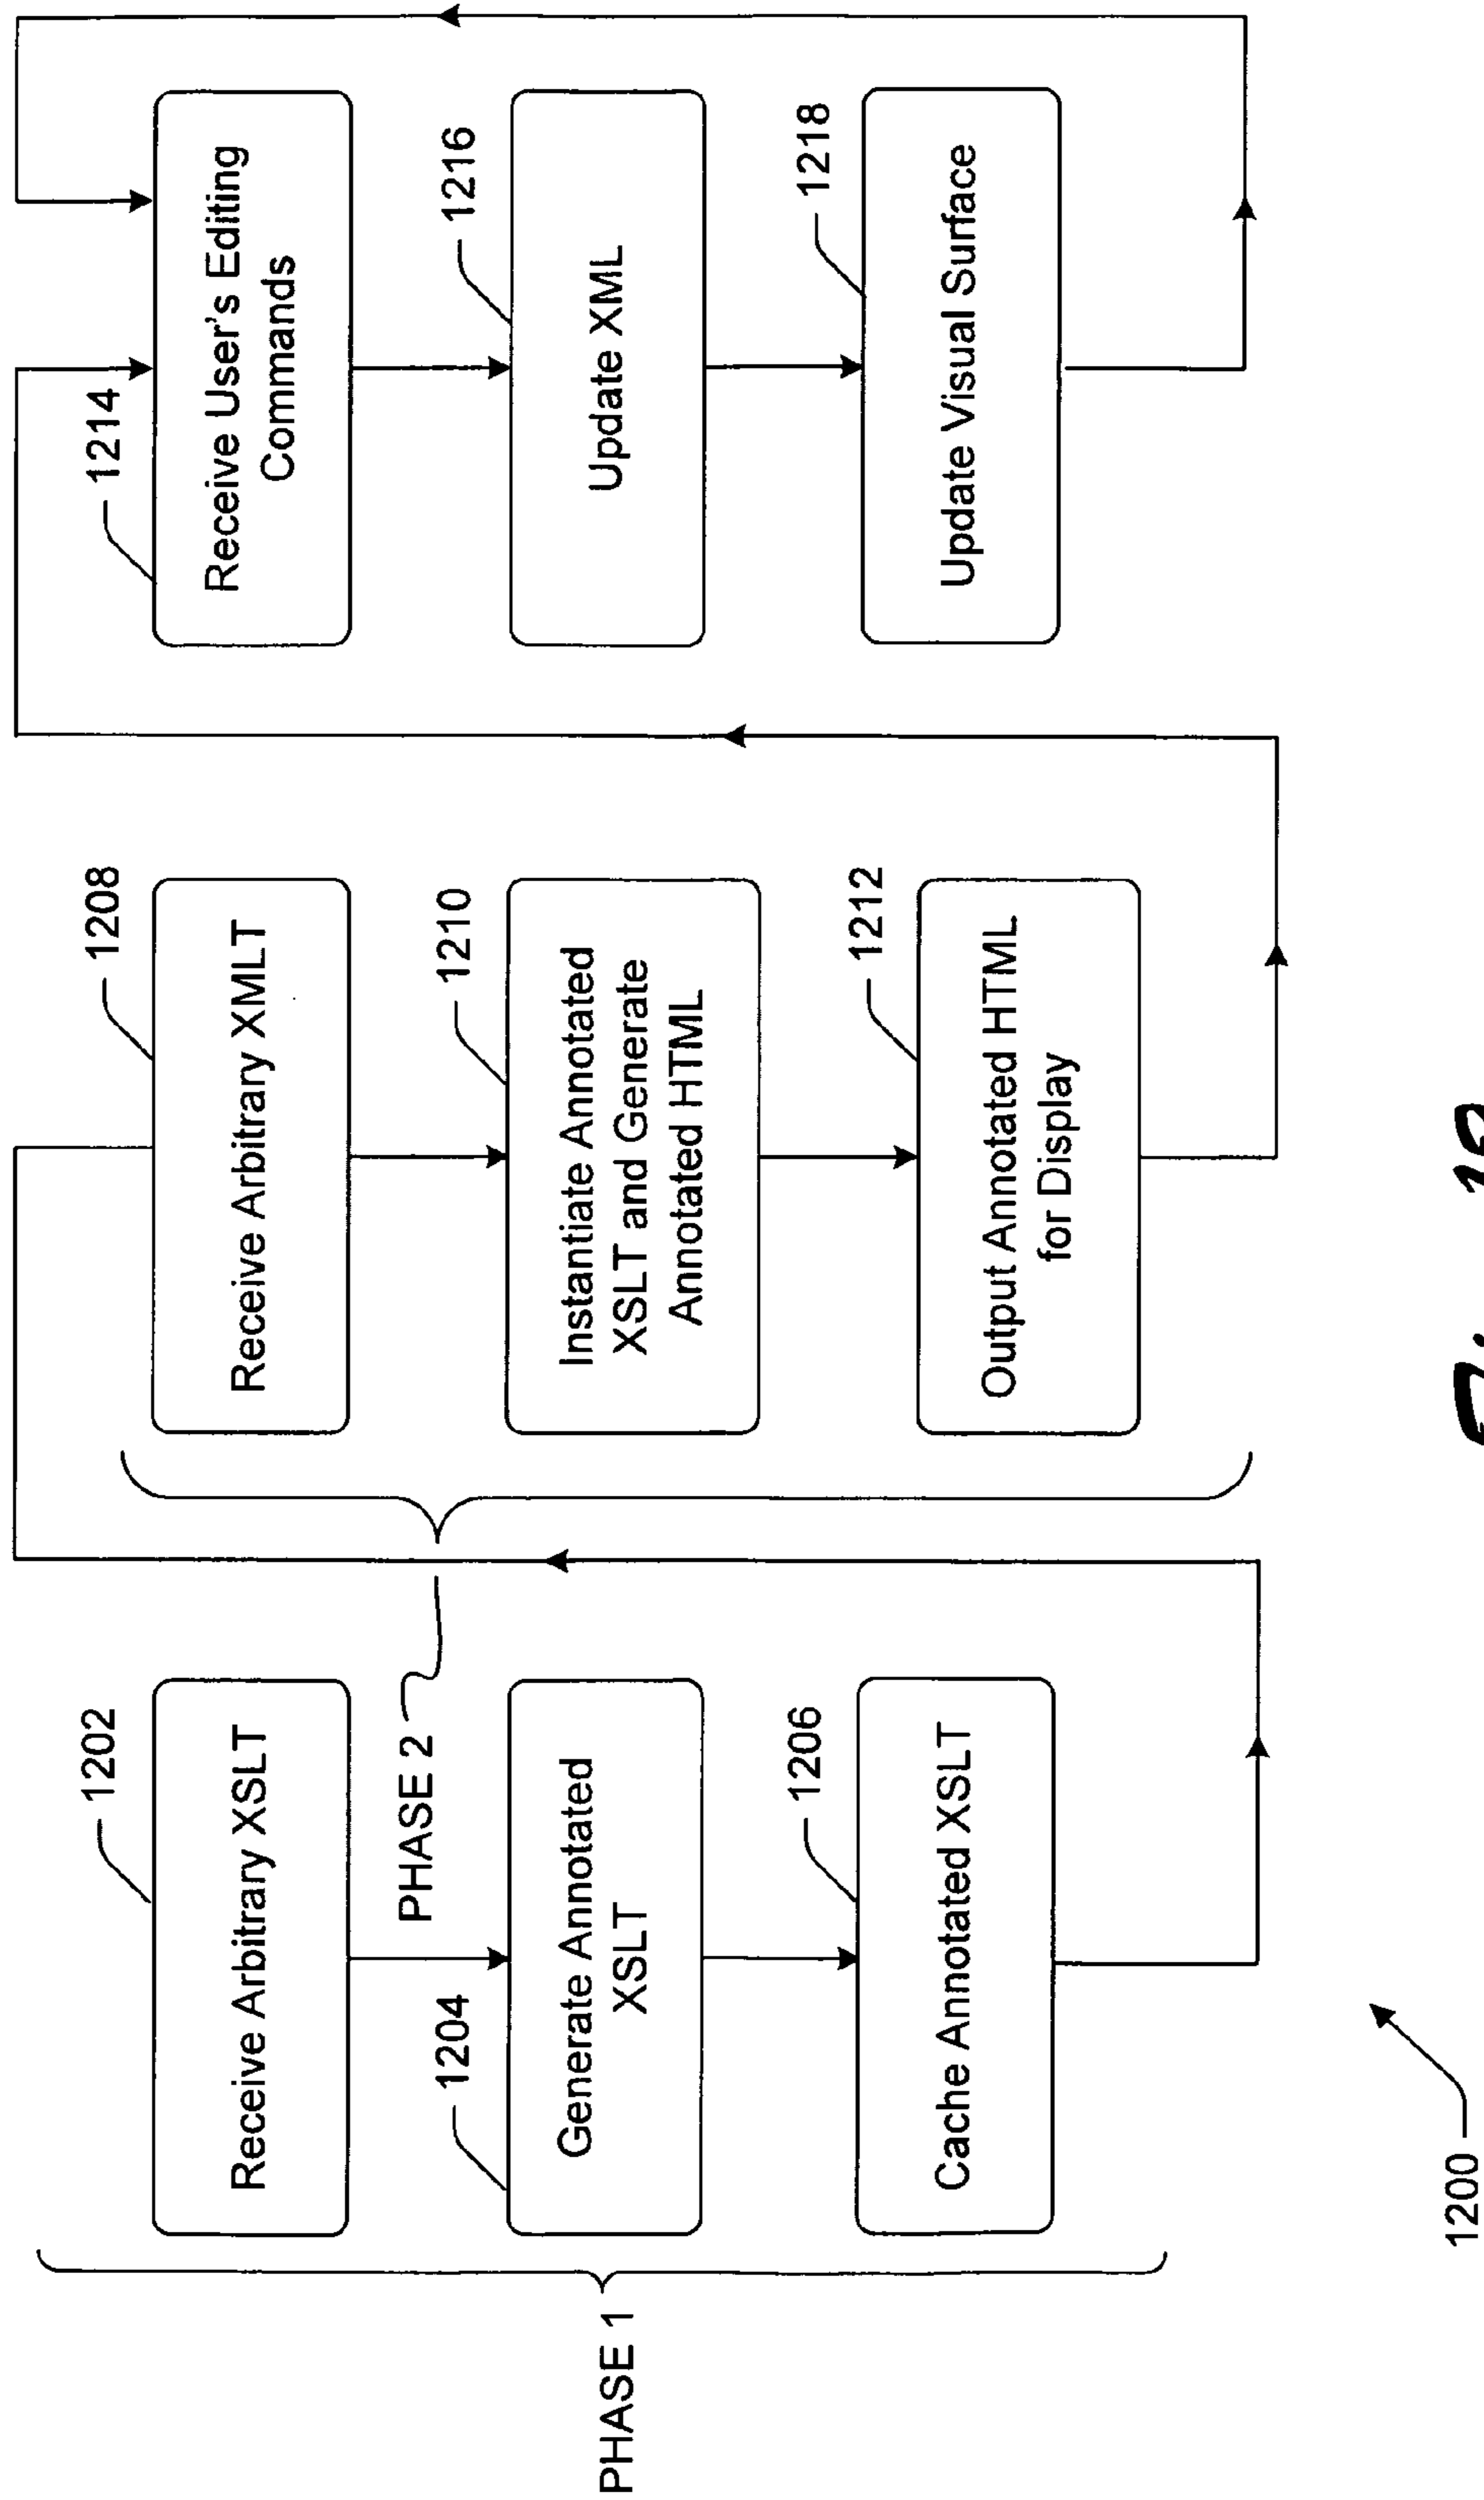 PHASE 1
1202
Receive Arbitrary XSLT
1204
Generate Annotated
XSLT
1206
Cache Annotated XSLT
PHASE 2
1208
Receive Arbitrary XMLT
1210
Instantiate Annotated
XSLT and Generate
Annotated HTML
1212
Output Annotated HTML
for Display
1214
Receive User's Editing
Commands
1216
Update XML
1218
Update Visual Surface
1200